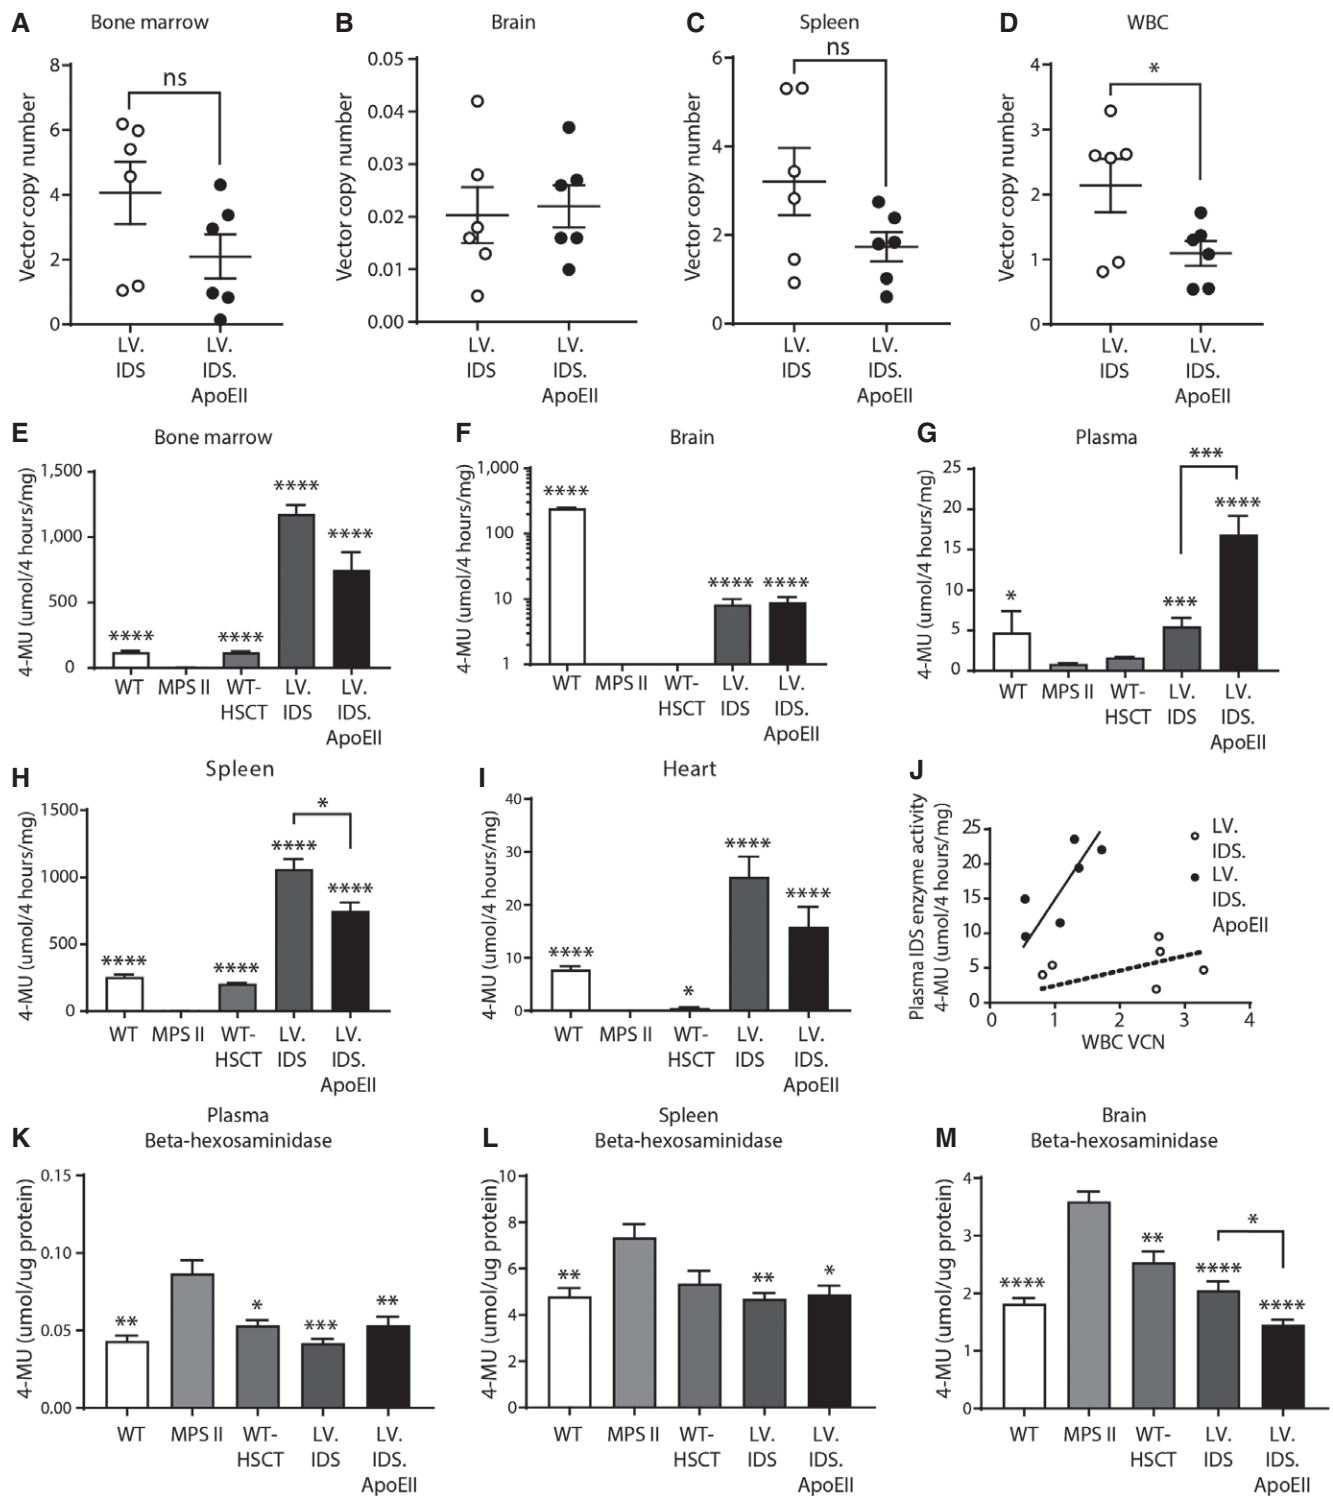 A Bone marrow
Vector copy number
8
6
4
2
0
ns
LV.
IDS
LV.
IDS.
ApoEII
B Brain
Vector copy number
0.05
0.04
0.03
0.02
0.01
0.00
LV.
IDS
LV.
IDS.
ApoEII
C Spleen
Vector copy number
6
4
2
0
ns
LV.
IDS
LV.
IDS.
ApoEII
D WBC
Vector copy number
4
3
2
1
0
*
LV.
IDS
LV.
IDS.
ApoEII
E Bone marrow
4-MU (umol/4 hours/mg)
1,500
1,000
500
0
**** **** **** ****
WT MPS II WT-
HSCT
LV.
IDS
LV.
IDS.
ApoEII
F Brain
4-MU (umol/4 hours/mg)
1,000
100
10
1
**** **** ****
WT MPS II WT-
HSCT
LV.
IDS
LV.
IDS.
ApoEII
G Plasma
4-MU (umol/4 hours/mg)
25
20
15
10
5
0
***
* *** ****
WT MPS II WT-
HSCT
LV.
IDS
LV.
IDS.
ApoEII
H Spleen
4-MU (umol/4 hours/mg)
1500
1000
500
0
*
**** **** **** ****
WT MPS II WT-
HSCT
LV.
IDS
LV.
IDS.
ApoEII
I Heart
4-MU (umol/4 hours/mg)
40
30
20
10
0
**** * **** ****
WT MPS II WT-
HSCT
LV.
IDS
LV.
IDS.
ApoEII
J
Plasma IDS enzyme activity
4-MU (umol/4 hours/mg)
25
20
15
10
5
0
0 1 2 3 4
WBC VCN
LV.
IDS.
LV.
IDS.
ApoEII
K Plasma
Beta-hexosaminidase
4-MU (umol/ug protein)
0.15
0.10
0.05
0.00
** * *** **
WT MPS II WT-
HSCT
LV.
IDS
LV.
IDS.
ApoEII
L Spleen
Beta-hexosaminidase
4-MU (umol/ug protein)
10
8
6
4
2
0
** ** *
WT MPS II WT-
HSCT
LV.
IDS
LV.
IDS.
ApoEII
M Brain
Beta-hexosaminidase
4-MU (umol/ug protein)
4
3
2
1
0
*
**** ** **** ****
WT MPS II WT-
HSCT
LV.
IDS
LV.
IDS.
ApoEII